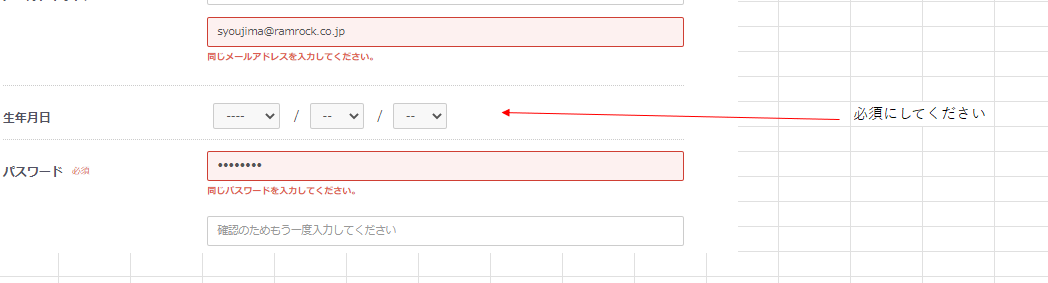 syoujima@ramrock.co.jp
同じメールアドレスを入力してください。
生年月日
---- / -- / --
必須にしてください
パスワード 必須
••••••••
同じパスワードを入力してください。
確認のためもう一度入力してください